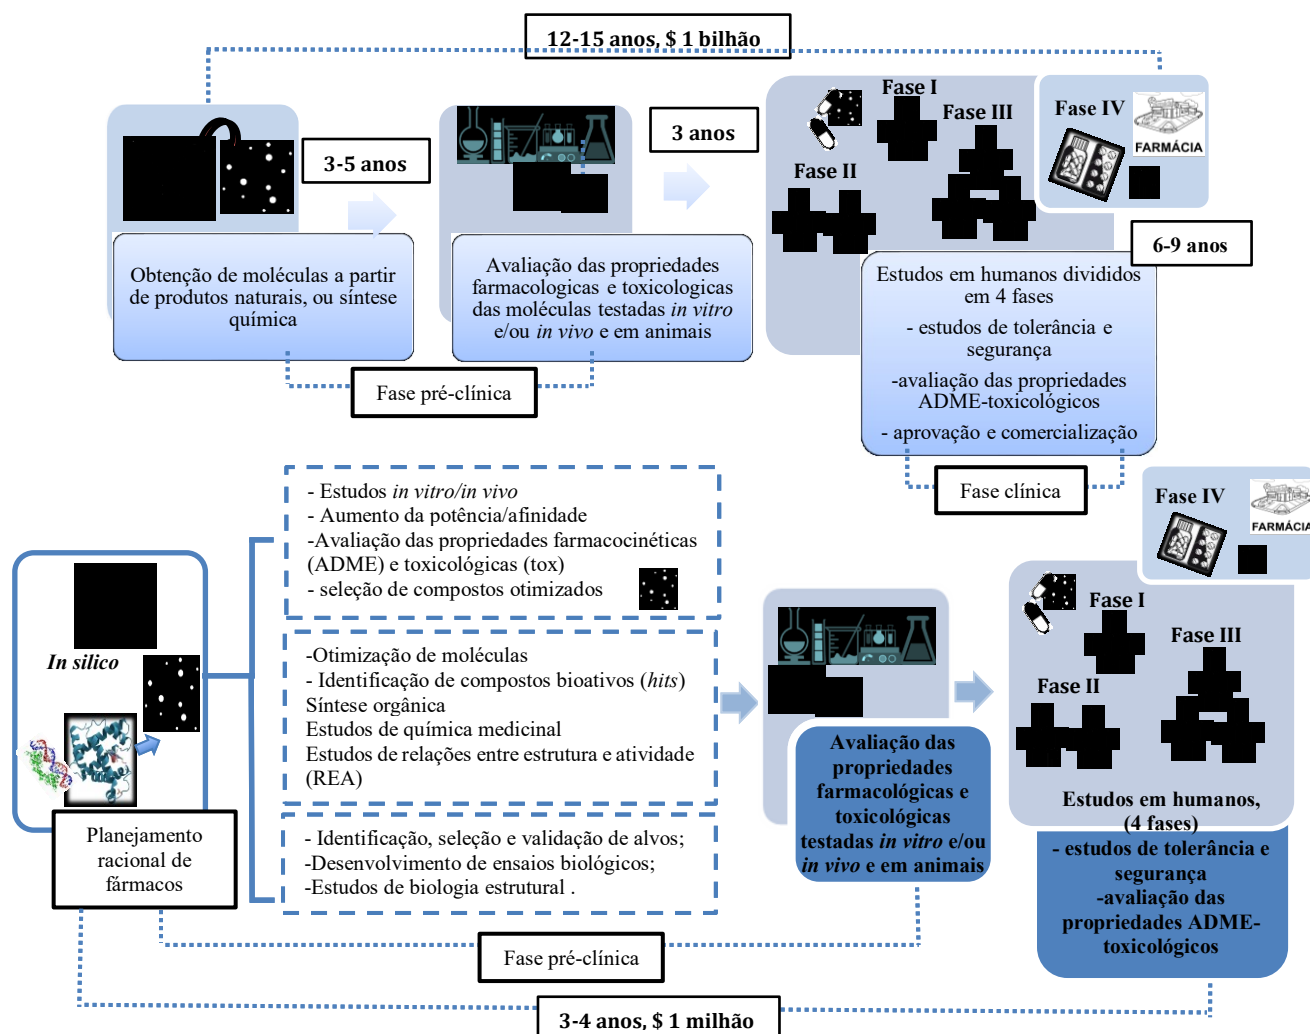 12-15 anos, $ 1 bilhão
3-5 anos
3 anos
Fase I
Fase III
Fase II
Fase IV
FARMÁCIA
6-9 anos
Obtenção de moléculas a partir
de produtos naturais, ou síntese
química
Avaliação das propriedades
farmacologicas e toxicologicas
das moléculas testadas in vitro
e/ou in vivo e em animais
Estudos em humanos divididos
em 4 fases
- estudos de tolerância e
segurança
-avaliação das propriedades
ADME-toxicológicos
- aprovação e comercialização
Fase pré-clínica
Fase clínica
In silico
Planejamento
racional de
fármacos
- Estudos in vitro/in vivo
- Aumento da potência/afinidade
-Avaliação das propriedades farmacocinéticas
(ADME) e toxicológicas (tox)
- seleção de compostos otimizados
-Otimização de moléculas
- Identificação de compostos bioativos (hits)
Síntese orgânica
Estudos de química medicinal
Estudos de relações entre estrutura e atividade
(REA)
- Identificação, seleção e validação de alvos;
-Desenvolvimento de ensaios biológicos;
-Estudos de biologia estrutural .
Avaliação das
propriedades
farmacológicas e
toxicológicas
testadas in vitro e/ou
in vivo e em animais
Fase IV
FARMÁCIA
Fase I
Fase III
Fase II
Estudos em humanos,
(4 fases)
- estudos de tolerância e
segurança
-avaliação das
propriedades ADME-
toxicológicos
Fase pré-clínica
3-4 anos, $ 1 milhão